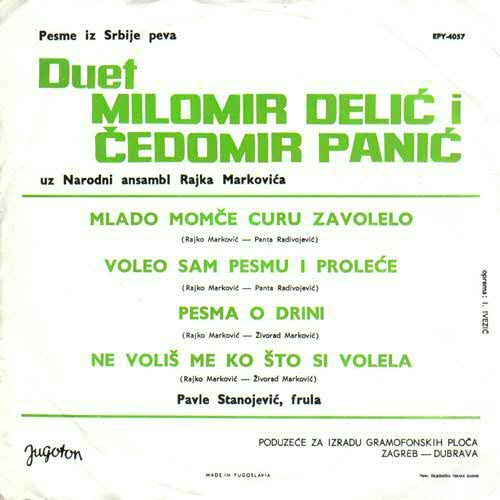 Pesme iz Srbije peva
EPY-4057
Duet
MILOMIR DELIĆ i
ČEDOMIR PANIĆ
uz Narodni ansambl Rajka Markovića
MLADO MOMČE CURU ZAVOLELO
(Rajko Marković — Panta Radivojević)
VOLEO SAM PESMU I PROLEĆE
(Rajko Marković — Panta Radivojević)
PESMA O DRINI
(Rajko Marković — Živorad Marković)
NE VOLIŠ ME KO ŠTO SI VOLELA
(Rajko Marković — Živorad Marković)
Pavle Stanojević, frula
oprema: I. IVEZIĆ
Jugoton
PODUZEĆE ZA IZRADU GRAMOFONSKIH PLOČA
ZAGREB — DUBRAVA
MADE IN YUGOSLAVIA